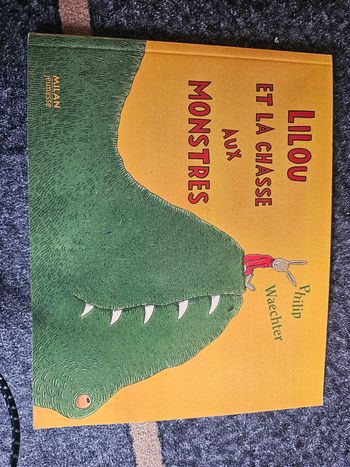 LILOU
ET LA CHASSE
AUX
MONSTRES
Philip
Waechter
MILAN
jeunesse